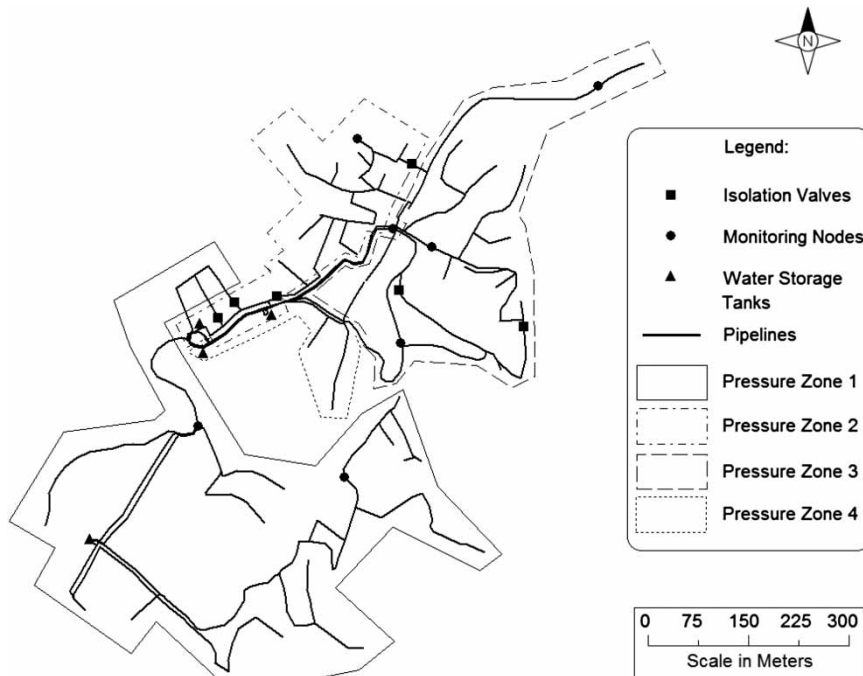 N
Legend:
Isolation Valves
Monitoring Nodes
Water Storage
Tanks
Pipelines
Pressure Zone 1
Pressure Zone 2
Pressure Zone 3
Pressure Zone 4
0 75 150 225 300
Scale in Meters